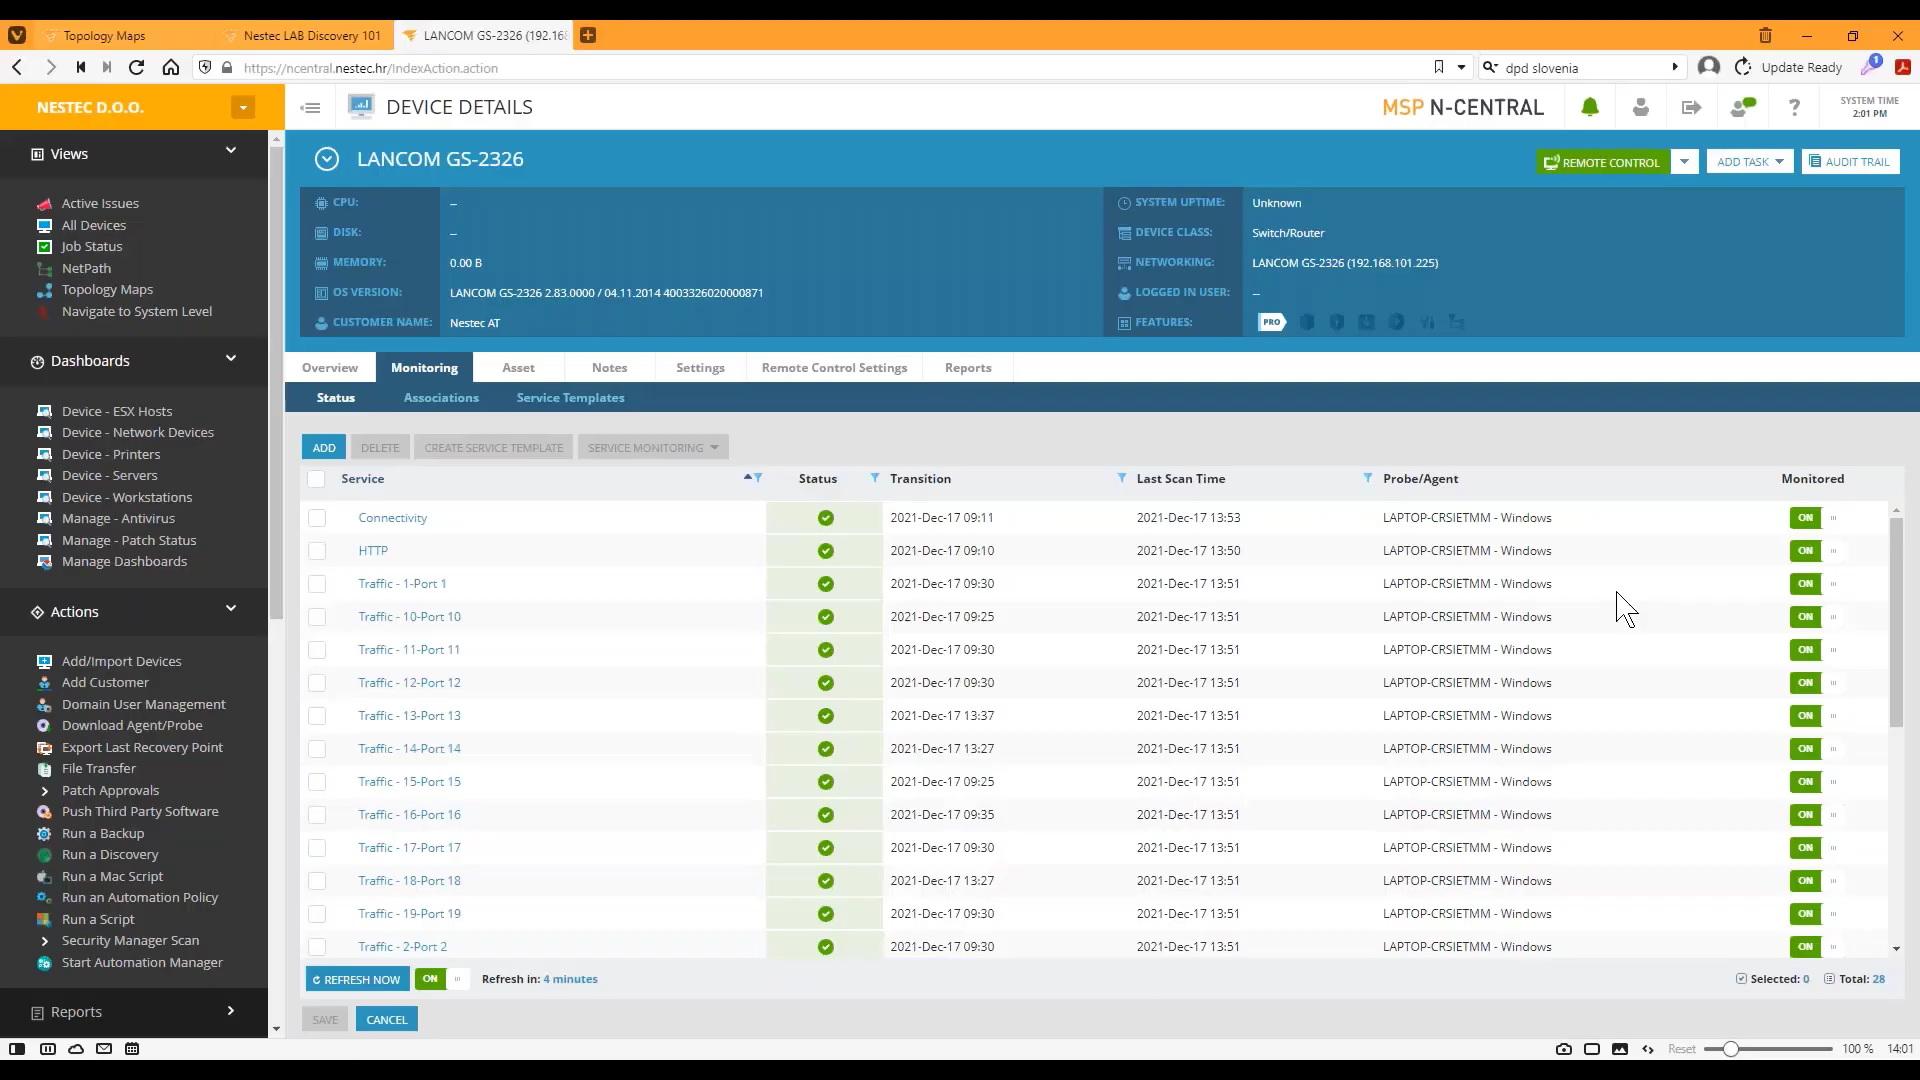 Topology Maps
Nestec LAB Discovery 101
LANCOM GS-2326 (192.168
https://ncentral.nestec.hr/IndexAction.action
dpd slovenia
Update Ready
1
NESTEC D.O.O.
DEVICE DETAILS
MSP N-CENTRAL
?
SYSTEM TIME
2:01 PM
Views
Active Issues
All Devices
Job Status
NetPath
Topology Maps
Navigate to System Level
Dashboards
Device - ESX Hosts
Device - Network Devices
Device - Printers
Device - Servers
Device - Workstations
Manage - Antivirus
Manage - Patch Status
Manage Dashboards
Actions
Add/Import Devices
Add Customer
Domain User Management
Download Agent/Probe
Export Last Recovery Point
File Transfer
Patch Approvals
Push Third Party Software
Run a Backup
Run a Discovery
Run a Mac Script
Run an Automation Policy
Run a Script
Security Manager Scan
Start Automation Manager
Reports
LANCOM GS-2326
REMOTE CONTROL
ADD TASK
AUDIT TRAIL
CPU: --
DISK: --
MEMORY: 0.00 B
OS VERSION: LANCOM GS-2326 2.83.0000 / 04.11.2014 4003326020000871
CUSTOMER NAME: Nestec AT
SYSTEM UPTIME: Unknown
DEVICE CLASS: Switch/Router
NETWORKING: LANCOM GS-2326 (192.168.101.225)
LOGGED IN USER: --
FEATURES: PRO
Overview Monitoring Asset Notes Settings Remote Control Settings Reports
Status Associations Service Templates
ADD DELETE CREATE SERVICE TEMPLATE SERVICE MONITORING
Service Status Transition Last Scan Time Probe/Agent Monitored
Connectivity 2021-Dec-17 09:11 2021-Dec-17 13:53 LAPTOP-CRSIETMM - Windows ON
HTTP 2021-Dec-17 09:10 2021-Dec-17 13:50 LAPTOP-CRSIETMM - Windows ON
Traffic - 1-Port 1 2021-Dec-17 09:30 2021-Dec-17 13:51 LAPTOP-CRSIETMM - Windows ON
Traffic - 10-Port 10 2021-Dec-17 09:25 2021-Dec-17 13:51 LAPTOP-CRSIETMM - Windows ON
Traffic - 11-Port 11 2021-Dec-17 09:30 2021-Dec-17 13:51 LAPTOP-CRSIETMM - Windows ON
Traffic - 12-Port 12 2021-Dec-17 09:30 2021-Dec-17 13:51 LAPTOP-CRSIETMM - Windows ON
Traffic - 13-Port 13 2021-Dec-17 13:37 2021-Dec-17 13:51 LAPTOP-CRSIETMM - Windows ON
Traffic - 14-Port 14 2021-Dec-17 13:27 2021-Dec-17 13:51 LAPTOP-CRSIETMM - Windows ON
Traffic - 15-Port 15 2021-Dec-17 09:25 2021-Dec-17 13:51 LAPTOP-CRSIETMM - Windows ON
Traffic - 16-Port 16 2021-Dec-17 09:35 2021-Dec-17 13:51 LAPTOP-CRSIETMM - Windows ON
Traffic - 17-Port 17 2021-Dec-17 09:30 2021-Dec-17 13:51 LAPTOP-CRSIETMM - Windows ON
Traffic - 18-Port 18 2021-Dec-17 13:27 2021-Dec-17 13:51 LAPTOP-CRSIETMM - Windows ON
Traffic - 19-Port 19 2021-Dec-17 09:30 2021-Dec-17 13:51 LAPTOP-CRSIETMM - Windows ON
Traffic - 2-Port 2 2021-Dec-17 09:30 2021-Dec-17 13:51 LAPTOP-CRSIETMM - Windows ON
REFRESH NOW ON Refresh in: 4 minutes Selected: 0 Total: 28
SAVE CANCEL
Reset 100 % 14:01